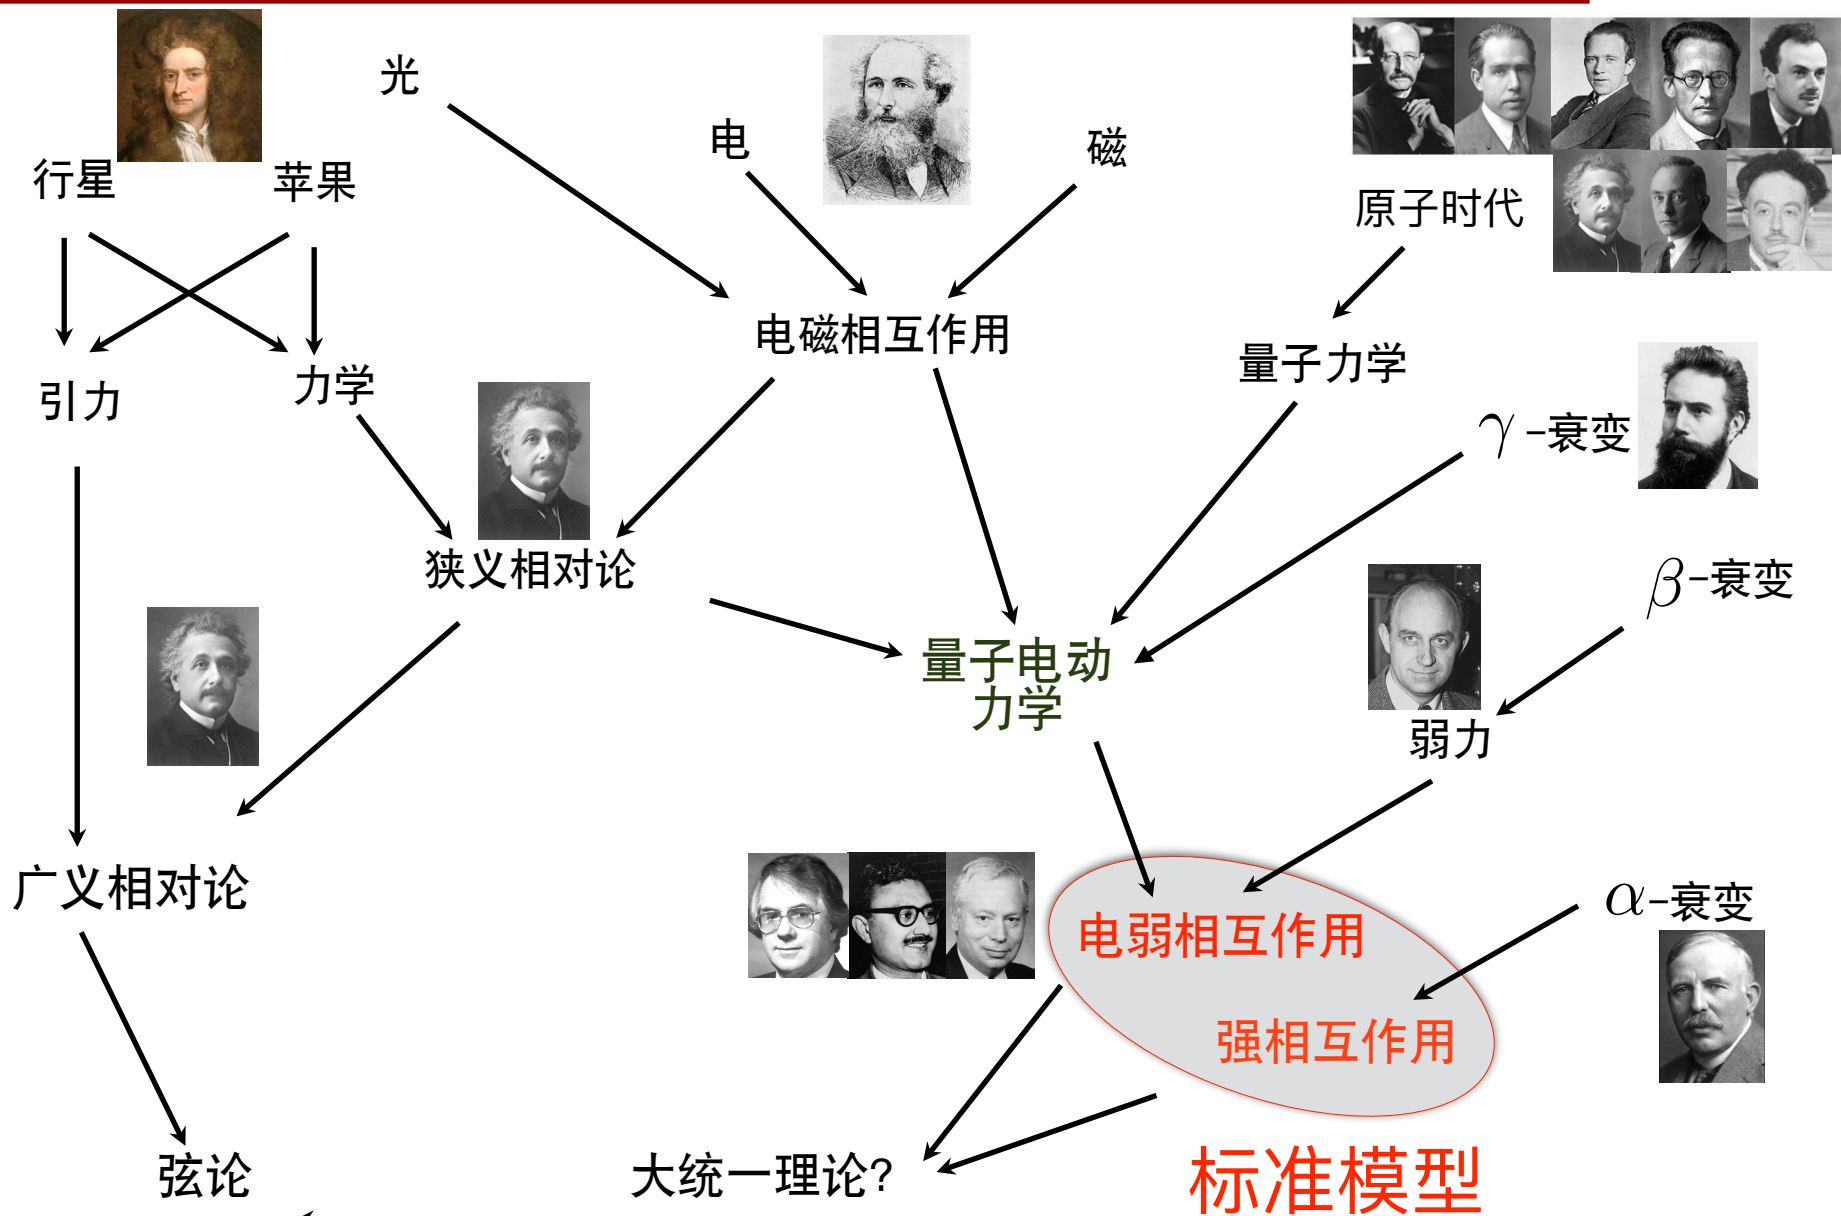 光
电
磁
行星
苹果
原子时代
电磁相互作用
量子力学
引力
力学
γ-衰变
狭义相对论
β-衰变
量子电动
力学
弱力
广义相对论
α-衰变
电弱相互作用
强相互作用
弦论
大统一理论?
标准模型